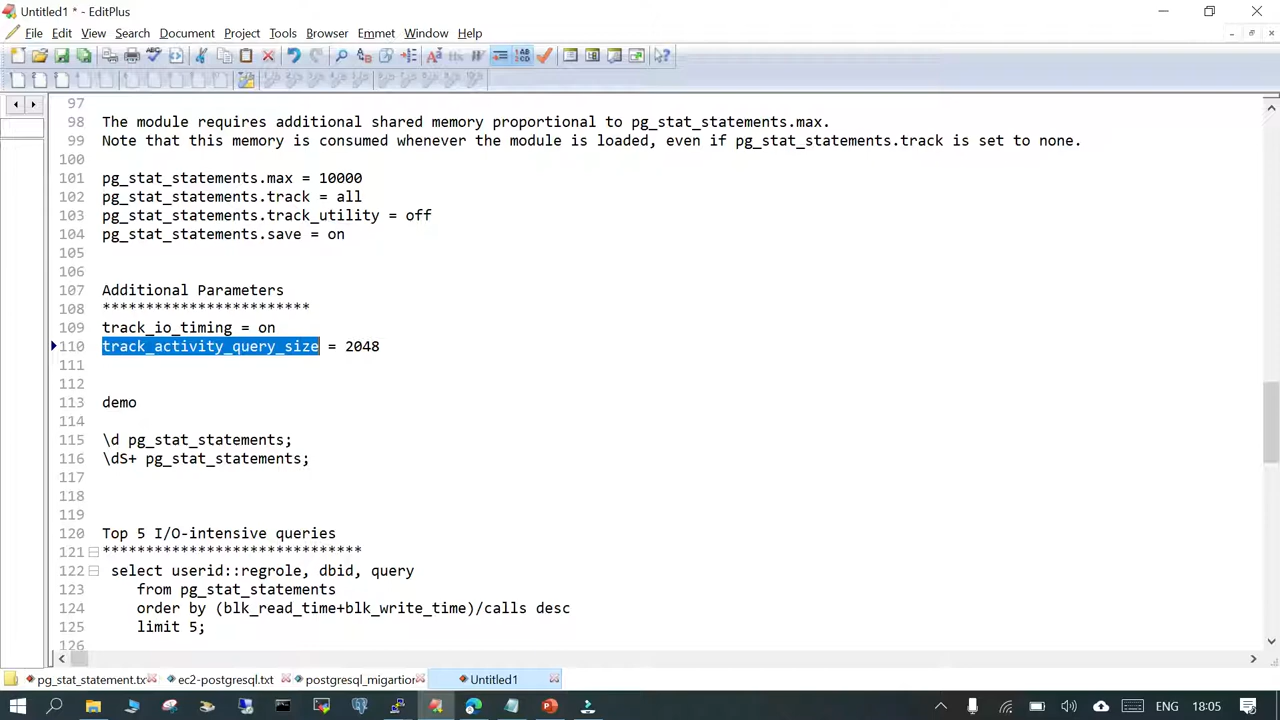 Untitled1 * - EditPlus
File Edit View Search Document Project Tools Browser Emmet Window Help
97
98 The module requires additional shared memory proportional to pg_stat_statements.max.
99 Note that this memory is consumed whenever the module is loaded, even if pg_stat_statements.track is set to none.
100
101 pg_stat_statements.max = 10000
102 pg_stat_statements.track = all
103 pg_stat_statements.track_utility = off
104 pg_stat_statements.save = on
105
106
107 Additional Parameters
108 ************************
109 track_io_timing = on
110 track_activity_query_size = 2048
111
112
113 demo
114
115 \d pg_stat_statements;
116 \dS+ pg_stat_statements;
117
118
119
120 Top 5 I/O-intensive queries
121 ******************************
122 select userid::regrole, dbid, query
123 from pg_stat_statements
124 order by (blk_read_time+blk_write_time)/calls desc
125 limit 5;
126
pg_stat_statement.tx ec2-postgresql.txt postgresql_migartion Untitled1
ENG 18:05